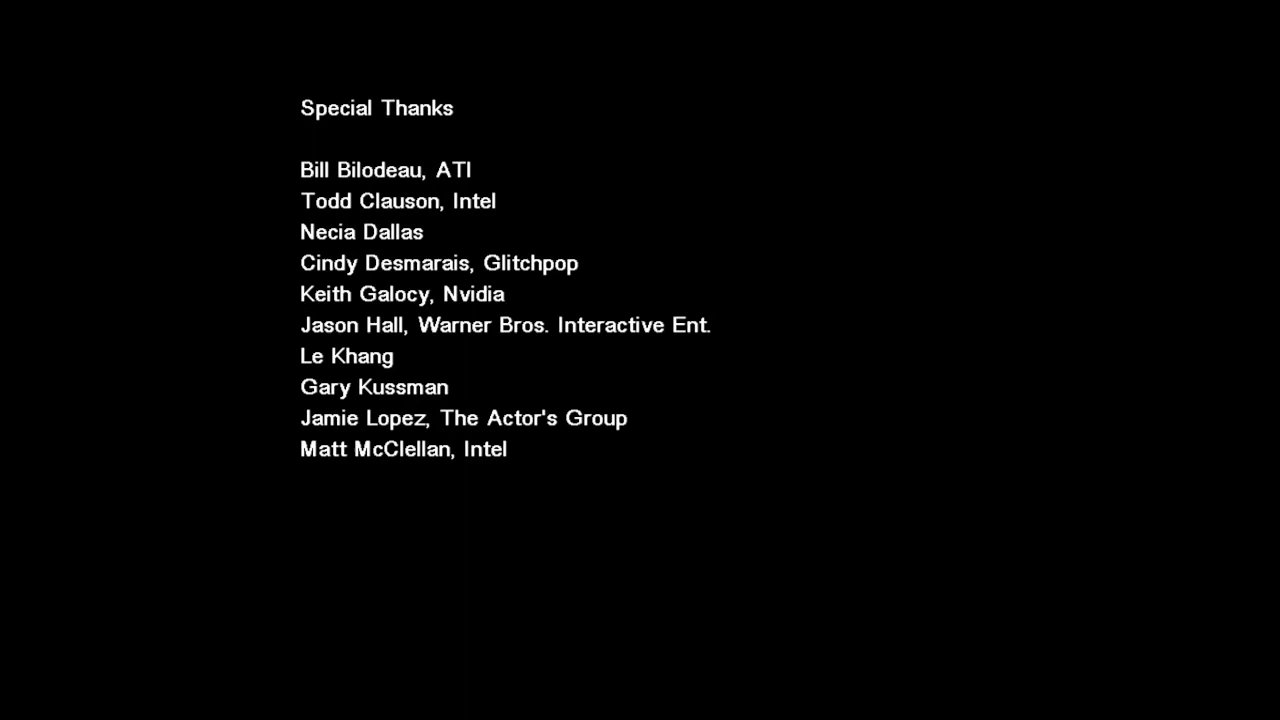 Special Thanks
Bill Bilodeau, ATI
Todd Clauson, Intel
Necia Dallas
Cindy Desmarais, Glitchpop
Keith Galocy, Nvidia
Jason Hall, Warner Bros. Interactive Ent.
Le Khang
Gary Kussman
Jamie Lopez, The Actor's Group
Matt McClellan, Intel